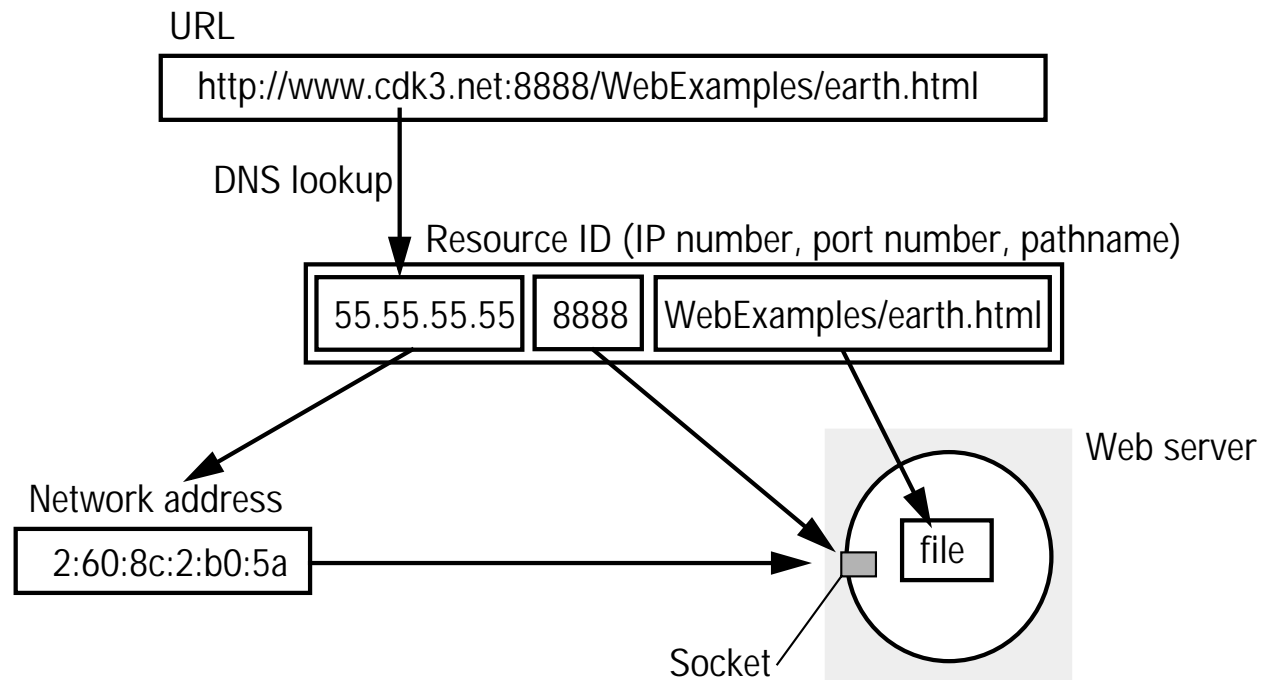 URL
http://www.cdk3.net:8888/WebExamples/earth.html
DNS lookup
Resource ID (IP number, port number, pathname)
55.55.55.55 8888 WebExamples/earth.html
Web server
Network address
2:60:8c:2:b0:5a
file
Socket